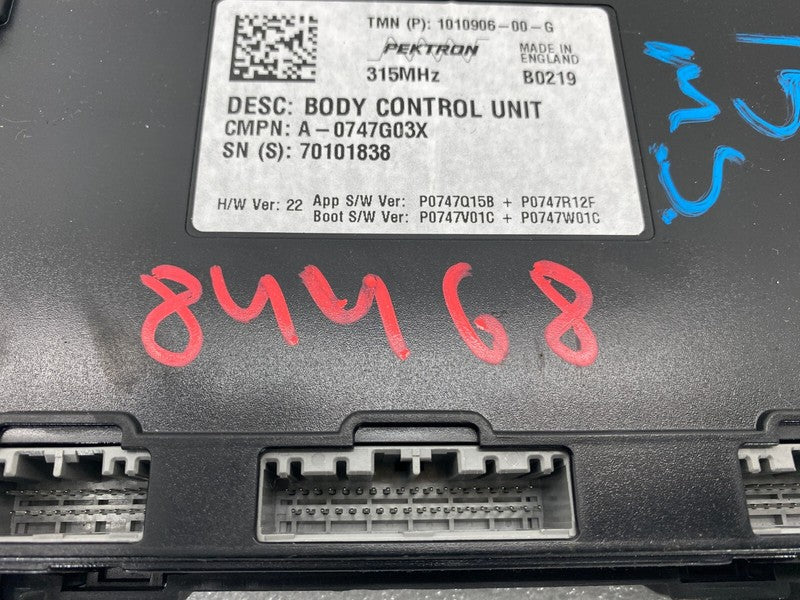 TMN (P): 1010906-00-G
PEKTRON
MADE IN
ENGLAND
315MHz
B0219
DESC: BODY CONTROL UNIT
CMPN: A-0747G03X
SN (S): 70101838
H/W Ver: 22
App S/W Ver: P0747Q15B + P0747R12F
Boot S/W Ver: P0747V01C + P0747W01C
84468